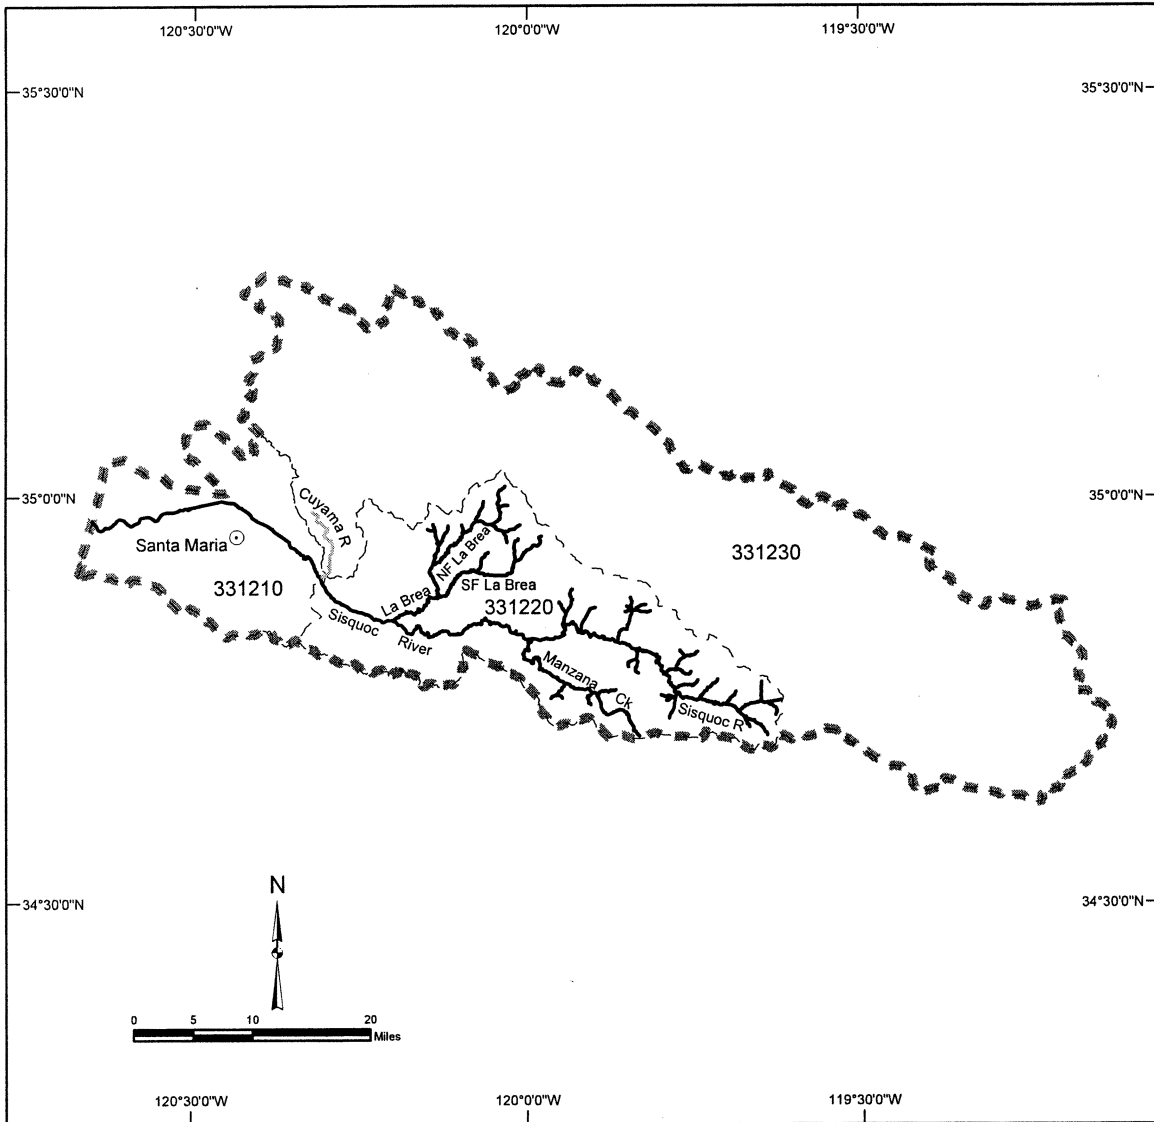 120°30'0"W 120°0'0"W 119°30'0"W
35°30'0"N 35°30'0"N
35°0'0"N 35°0'0"N
Cuyama R
Santa Maria
NF La Brea
331230
SF La Brea
331210
La Brea
331220
Sisquoc
River
Manzana
Ck
Sisquoc R
N
34°30'0"N 34°30'0"N
0 5 10 20
Miles
120°30'0"W 120°0'0"W 119°30'0"W